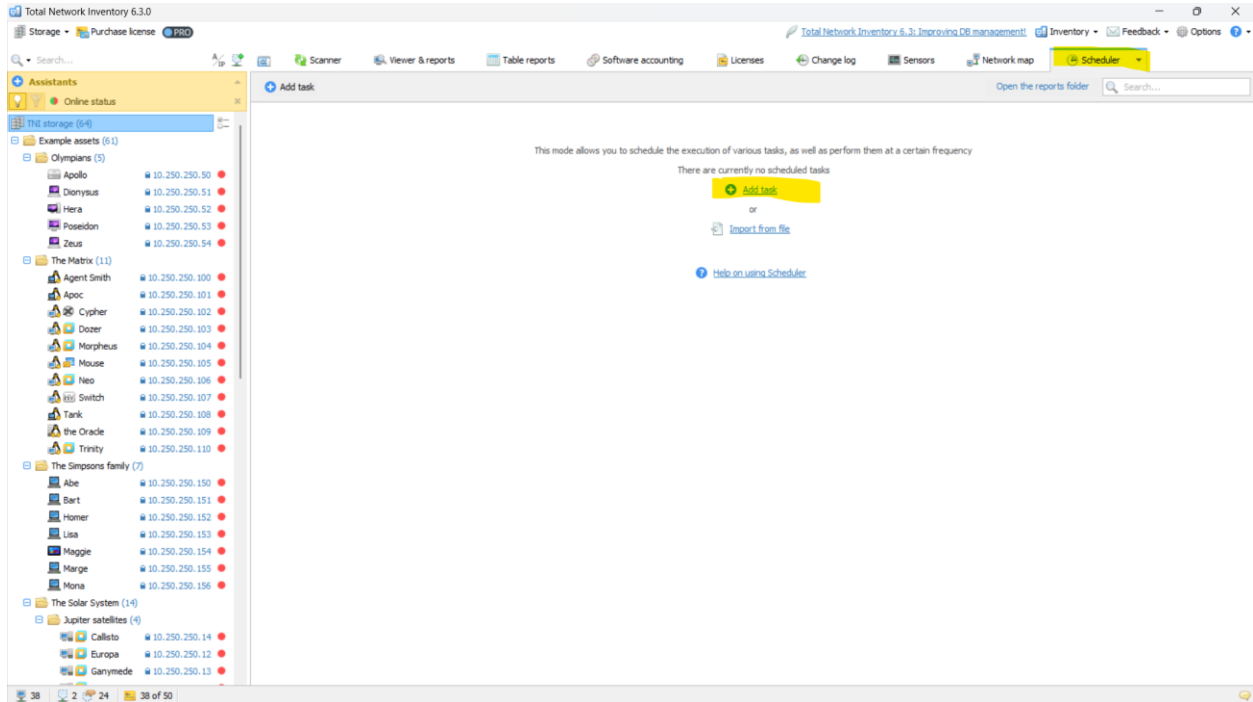 Total Network Inventory 6.3.0
Storage Purchase license PRO Total Network Inventory 6.3: Improving DB management! Inventory Feedback Options
Search... Scanner Viewer & reports Table reports Software accounting Licenses Change log Sensors Network map Scheduler
Assistants
Online status
Add task Open the reports folder Search...
TNI storage (64)
Example assets (61)
Olympians (5)
Apollo 10.250.250.50
Dionysus 10.250.250.51
Hera 10.250.250.52
Poseidon 10.250.250.53
Zeus 10.250.250.54
The Matrix (11)
Agent Smith 10.250.250.100
Apoc 10.250.250.101
Cypher 10.250.250.102
Dozer 10.250.250.103
Morpheus 10.250.250.104
Mouse 10.250.250.105
Neo 10.250.250.106
Switch 10.250.250.107
Tank 10.250.250.108
the Oracle 10.250.250.109
Trinity 10.250.250.110
The Simpsons family (7)
Abe 10.250.250.150
Bart 10.250.250.151
Homer 10.250.250.152
Lisa 10.250.250.153
Maggie 10.250.250.154
Marge 10.250.250.155
Mona 10.250.250.156
The Solar System (14)
Jupiter satellites (4)
Callisto 10.250.250.14
Europa 10.250.250.12
Ganymede 10.250.250.13
This mode allows you to schedule the execution of various tasks, as well as perform them at a certain frequency
There are currently no scheduled tasks
Add task
or
Import from file
Help on using Scheduler
38 2 24 38 of 50